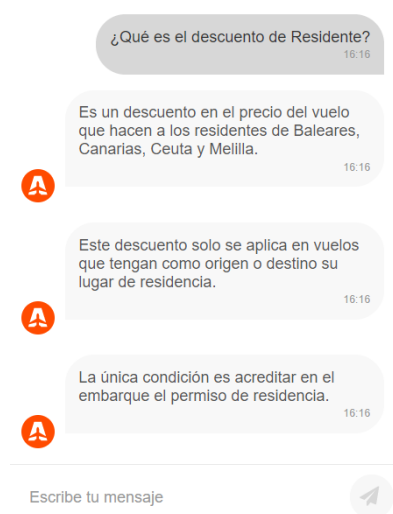 ¿Qué es el descuento de Residente?
16:16
Es un descuento en el precio del vuelo
que hacen a los residentes de Baleares,
Canarias, Ceuta y Melilla.
16:16
Este descuento solo se aplica en vuelos
que tengan como origen o destino su
lugar de residencia.
16:16
La única condición es acreditar en el
embarque el permiso de residencia.
16:16
Escribe tu mensaje